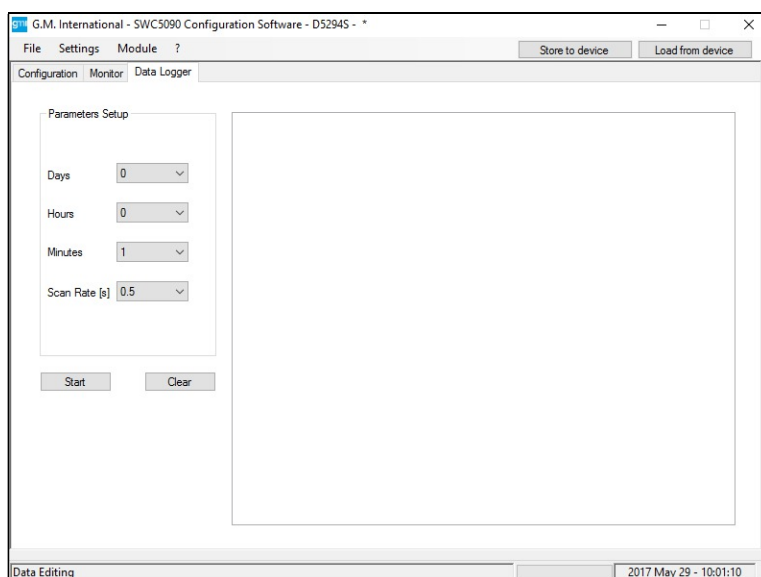 gmi G.M. International - SWC5090 Configuration Software - D5294S - *
File Settings Module ? Store to device Load from device
Configuration Monitor Data Logger
Parameters Setup
Days 0
Hours 0
Minutes 1
Scan Rate [s] 0.5
Start Clear
Data Editing 2017 May 29 - 10:01:10